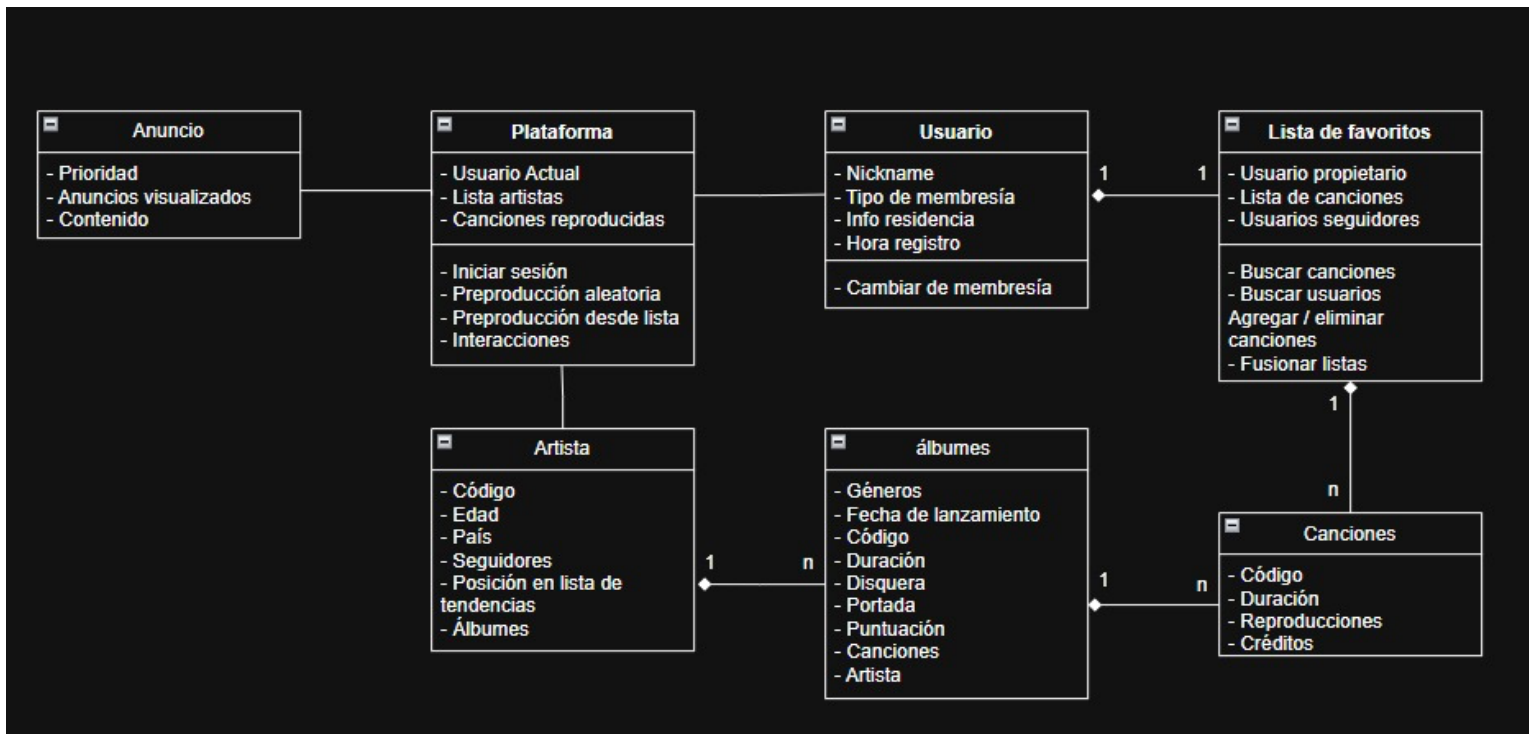 Anuncio
- Prioridad
- Anuncios visualizados
- Contenido
Plataforma
- Usuario Actual
- Lista artistas
- Canciones reproducidas
- Iniciar sesión
- Preproducción aleatoria
- Preproducción desde lista
- Interacciones
Usuario
- Nickname
- Tipo de membresía
- Info residencia
- Hora registro
- Cambiar de membresía
1
1
Lista de favoritos
- Usuario propietario
- Lista de canciones
- Usuarios seguidores
- Buscar canciones
- Buscar usuarios
Agregar / eliminar
canciones
- Fusionar listas
1
n
Artista
- Código
- Edad
- País
- Seguidores
- Posición en lista de
tendencias
- Álbumes
1
n
álbumes
- Géneros
- Fecha de lanzamiento
- Código
- Duración
- Disquera
- Portada
- Puntuación
- Canciones
- Artista
1
n
Canciones
- Código
- Duración
- Reproducciones
- Créditos